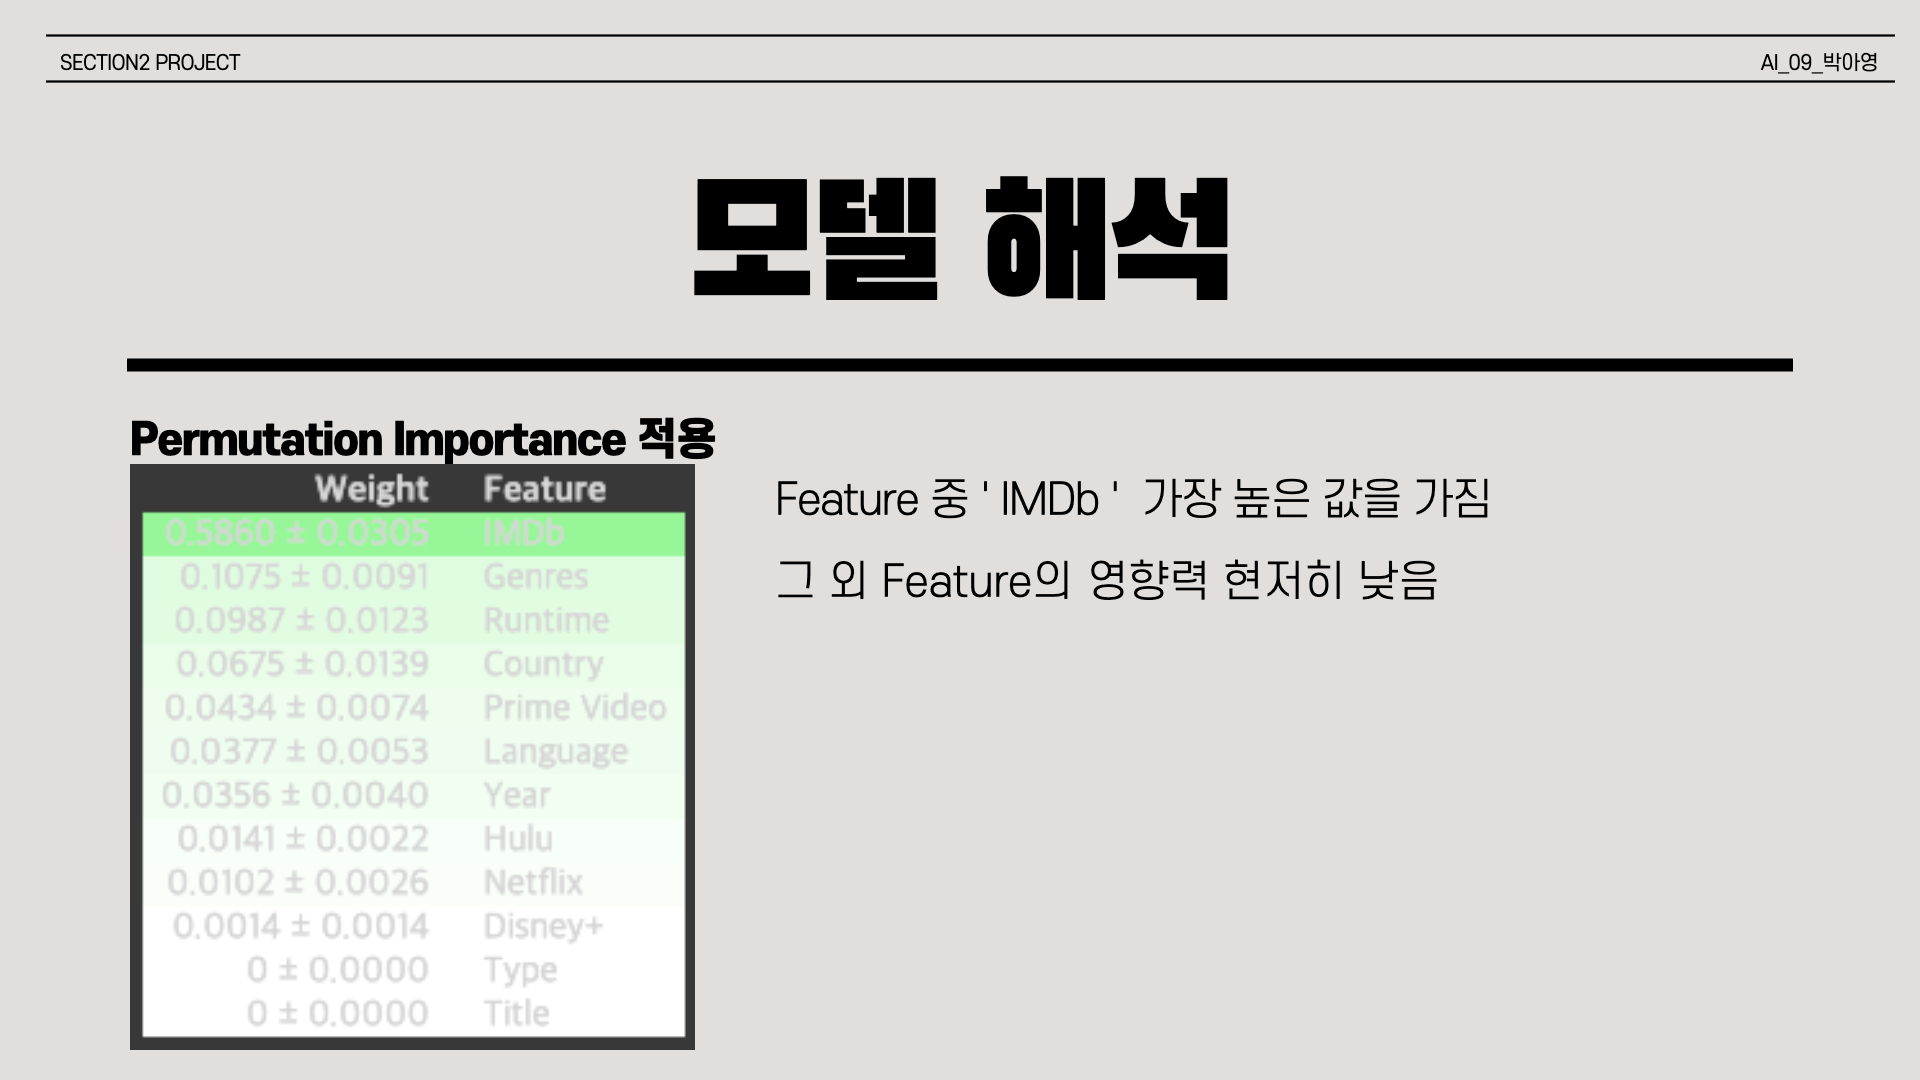 SECTION2 PROJECT
AI_09_박아영
모델 해석
Permutation Importance 적용
Weight Feature
0.5860 ± 0.0305 IMDb
0.1075 ± 0.0091 Genres
0.0987 ± 0.0123 Runtime
0.0675 ± 0.0139 Country
0.0434 ± 0.0074 Prime Video
0.0377 ± 0.0053 Language
0.0356 ± 0.0040 Year
0.0141 ± 0.0022 Hulu
0.0102 ± 0.0026 Netflix
0.0014 ± 0.0014 Disney+
0 ± 0.0000 Type
0 ± 0.0000 Title
Feature 중 ' IMDb ' 가장 높은 값을 가짐
그 외 Feature의 영향력 현저히 낮음